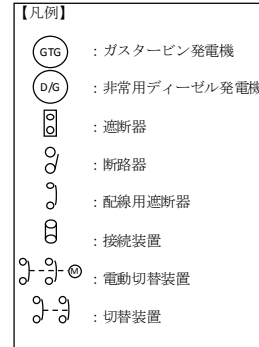 【凡例】
GTG ：ガスタービン発電機
D/G ：非常用ディーゼル発電機
：遮断器
：断路器
：配線用遮断器
：接続装置
M ：電動切替装置
：切替装置